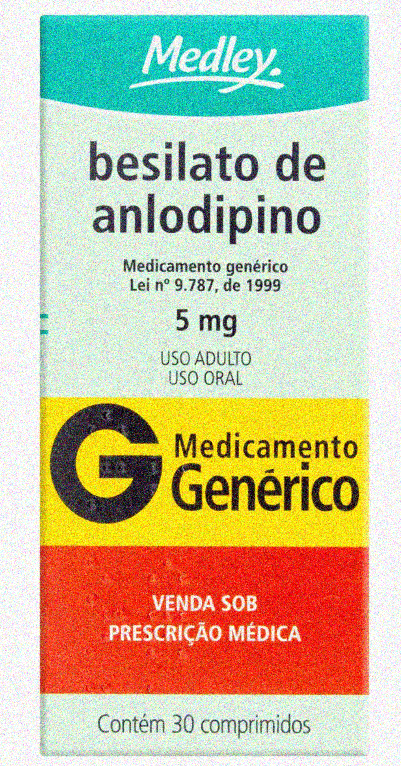 Medley.
besilato de
anlodipino
Medicamento genérico
Lei nº 9.787, de 1999
5 mg
USO ADULTO
USO ORAL
G
Medicamento
Genérico
VENDA SOB
PRESCRIÇÃO MÉDICA
Contém 30 comprimidos